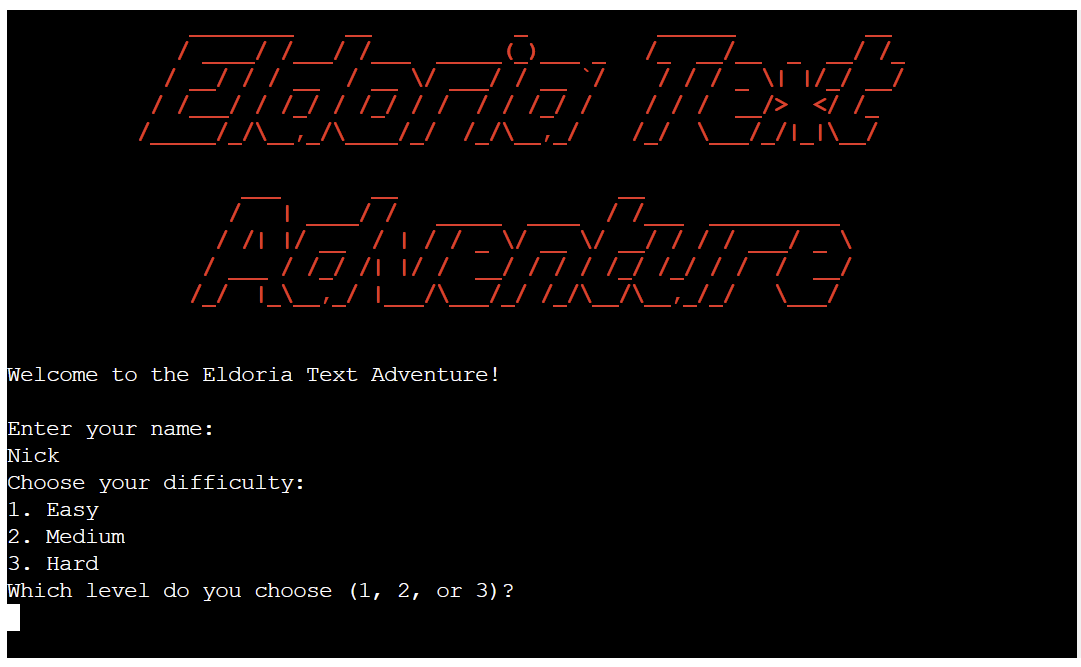 Eldoria Text
Adventure
Welcome to the Eldoria Text Adventure!
Enter your name:
Nick
Choose your difficulty:
1. Easy
2. Medium
3. Hard
Which level do you choose (1, 2, or 3)?